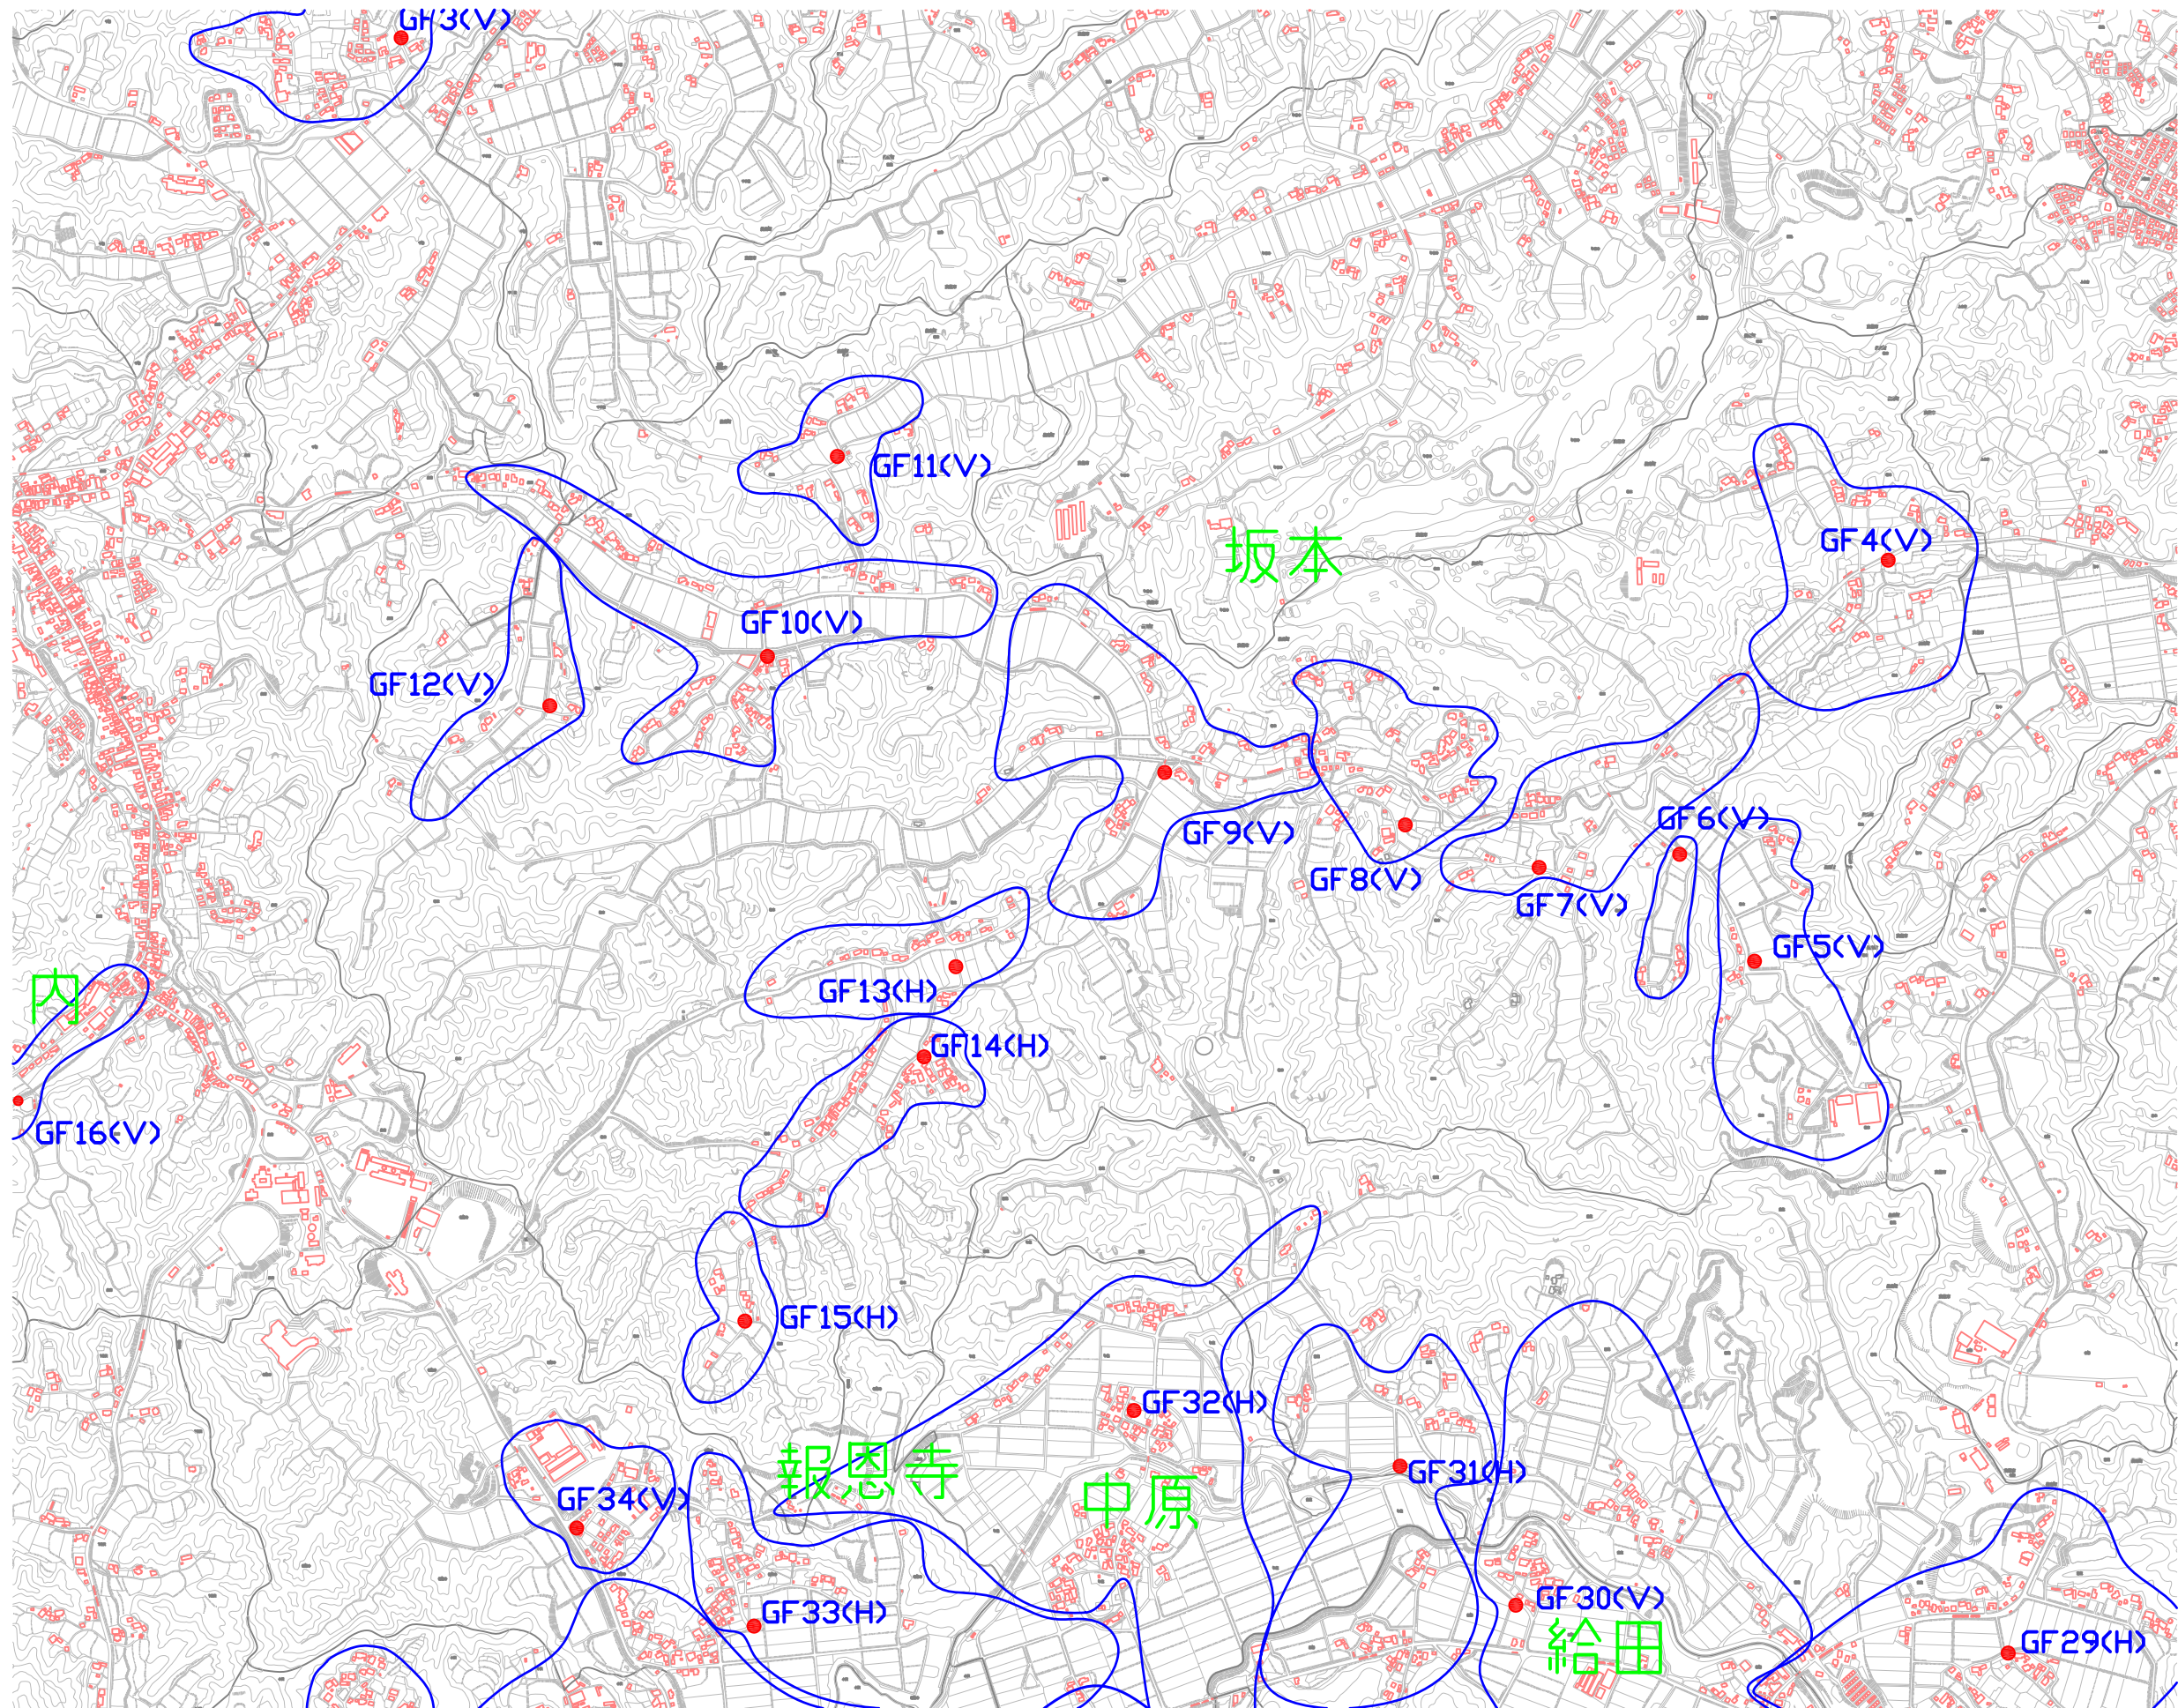 GF3(V)
GF11(V)
坂本
GF4(V)
GF10(V)
GF12(V)
GF6(V)
GF9(V)
GF8(V)
GF7(V)
GF5(V)
内
GF13(H)
GF14(H)
GF16(V)
GF15(H)
GF32(H)
報恩寺
GF31(H)
GF34(V)
中原
GF30(V)
GF33(H)
給田
GF29(H)